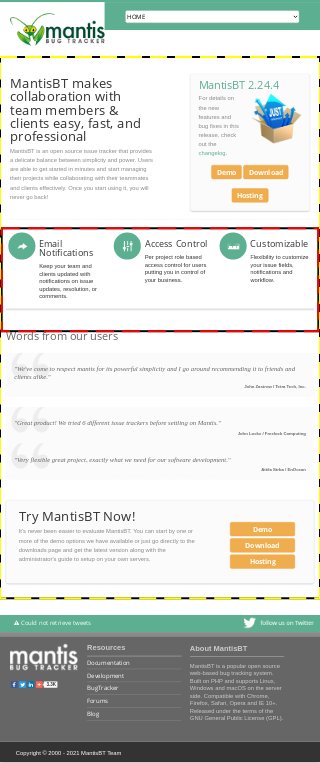 HOME
mantis
BUG TRACKER
MantisBT makes
collaboration with
team members &
clients easy, fast, and
professional
MantisBT is an open source issue tracker that provides
a delicate balance between simplicity and power. Users
are able to get started in minutes and start managing
their projects while collaborating with their teammates
and clients effectively. Once you start using it, you will
never go back!
MantisBT 2.24.4
For details on
the new
features and
bug fixes in this
release, check
out the
changelog.
JUST
Demo Download
Hosting
Email
Notifications
Keep your team and
clients updated with
notifications on issue
updates, resolution, or
comments.
Access Control
Per project role based
access control for users
putting you in control of
your business.
Customizable
Flexibility to customize
your issue fields,
notifications and
workflow.
Words from our users
"We've come to respect mantis for its powerful simplicity and I go around recommending it to friends and
clients alike."
"Great product! We tried 6 different issue trackers before settling on Mantis."
"Very flexible great project, exactly what we need for our software development."
Try MantisBT Now!
It's never been easier to evaluate MantisBT. You can start by one or
more of the demo options we have available or just go directly to the
downloads page and get the latest version along with the
administrator's guide to setup on your own servers.
Demo
Download
Hosting
Could not retrieve tweets
follow us on Twitter
mantis
BUG TRACKER
Resources
Documentation
Development
BugTracker
Forums
Blog
About MantisBT
MantisBT is a popular open source
web-based bug tracking system.
Built on PHP and supports Linux,
Windows and macOS on the server
site. Compatible with Chrome,
Firefox, Safari, Opera and IE 10+.
Released under the terms of the
GNU General Public License (GPL).
Copyright © 2000 - 2021 MantisBT Team